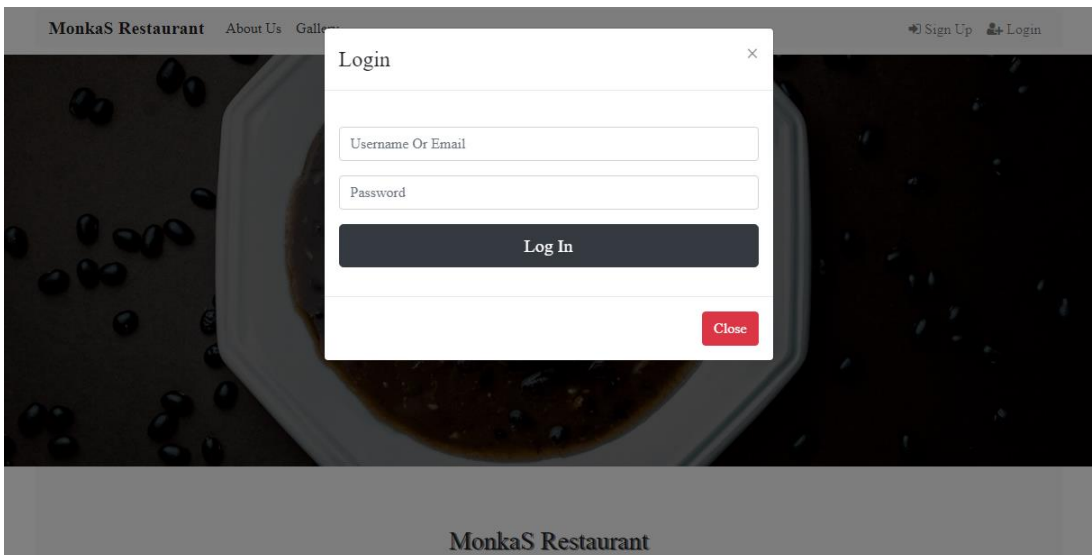 MonkaS Restaurant About Us Sign Up Login
Login ×
Username Or Email
Password
Log In
Close
MonkaS Restaurant